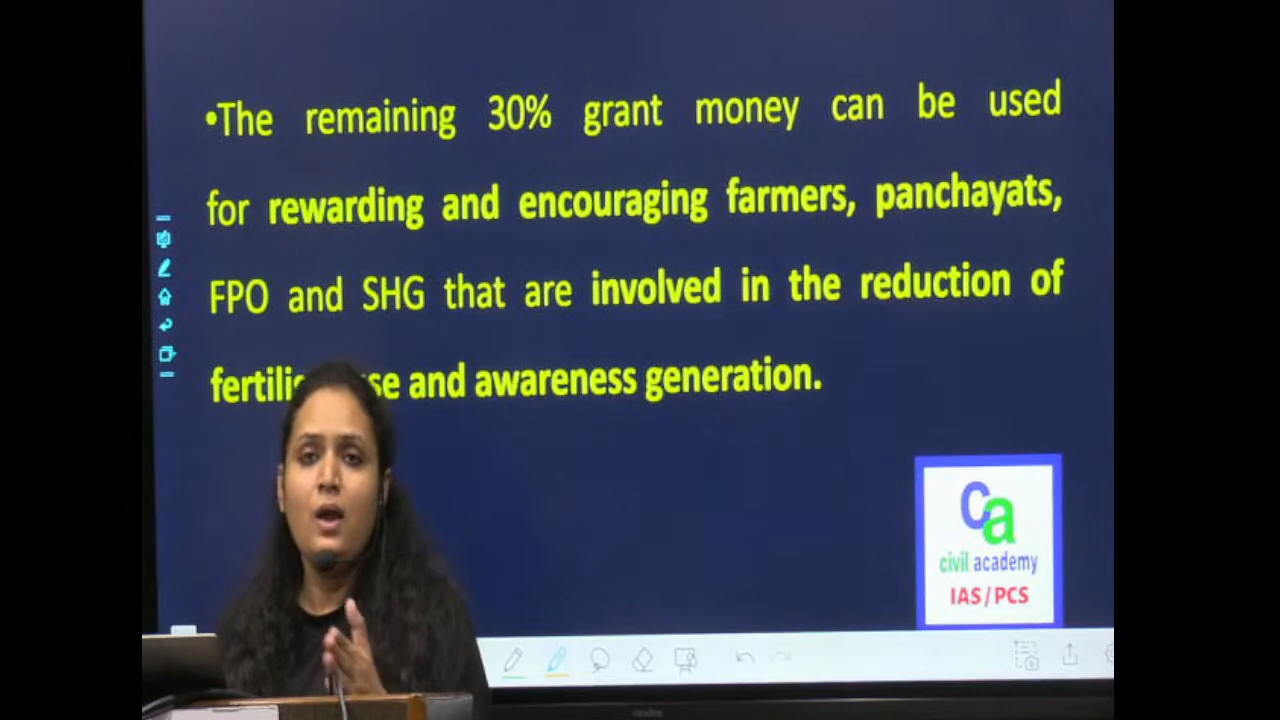 •The remaining 30% grant money can be used
for rewarding and encouraging farmers, panchayats,
FPO and SHG that are involved in the reduction of
and awareness generation.
ca
civil academy
IAS/PCS